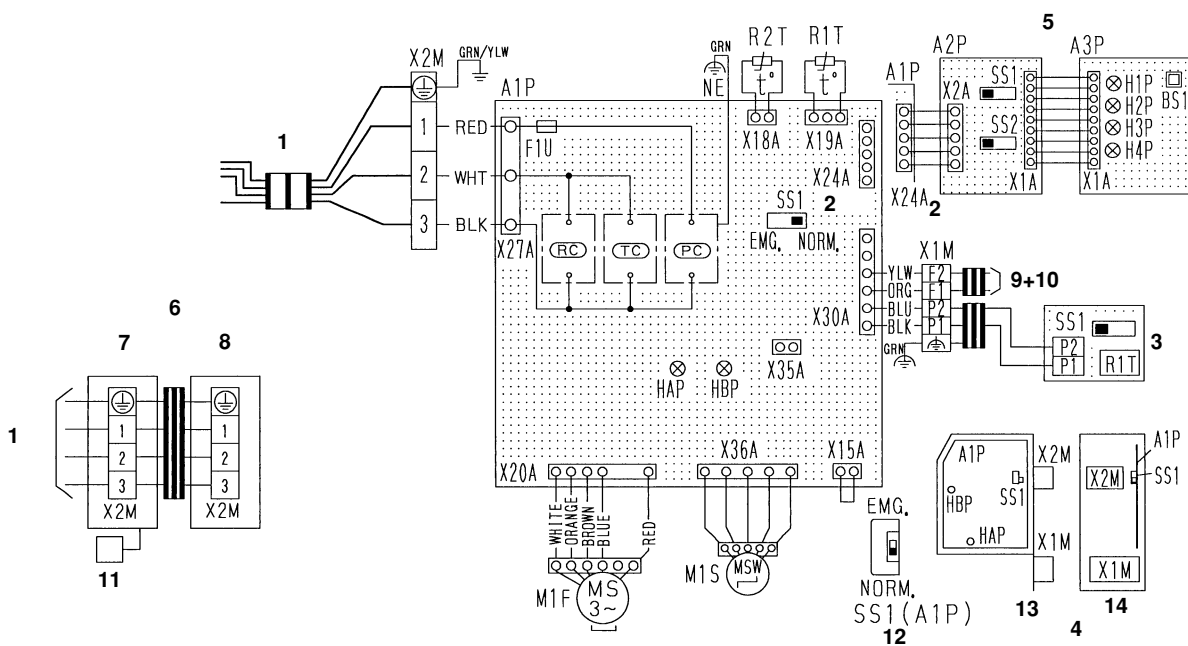 5
X2M
GRN/YLW
GRN
NE
R2T
R1T
t°
t°
A1P
X18A
X19A
A1P
A2P
A3P
SS1
X2A
SS2
X1A
X1A
H1P
H2P
H3P
H4P
BS1
X24A
2
1
1
RED
2
WHT
3
BLK
F1U
X27A
RC
TC
PC
X24A
2
SS1
EMG.
NORM.
X30A
X35A
HAP
HBP
X1M
YLW
F2
ORG
F1
BLU
P2
BLK
P1
GRN
9+10
SS1
P2
P1
R1T
3
6
7
8
1
1
2
3
X2M
1
2
3
X2M
11
X20A
X36A
X15A
WHITE
ORANGE
BROWN
BLUE
RED
M1F
MS
3~
M1S
MSW
EMG.
NORM.
SS1(A1P)
12
A1P
HBP
SS1
HAP
X2M
X1M
13
4
A1P
SS1
X2M
X1M
14